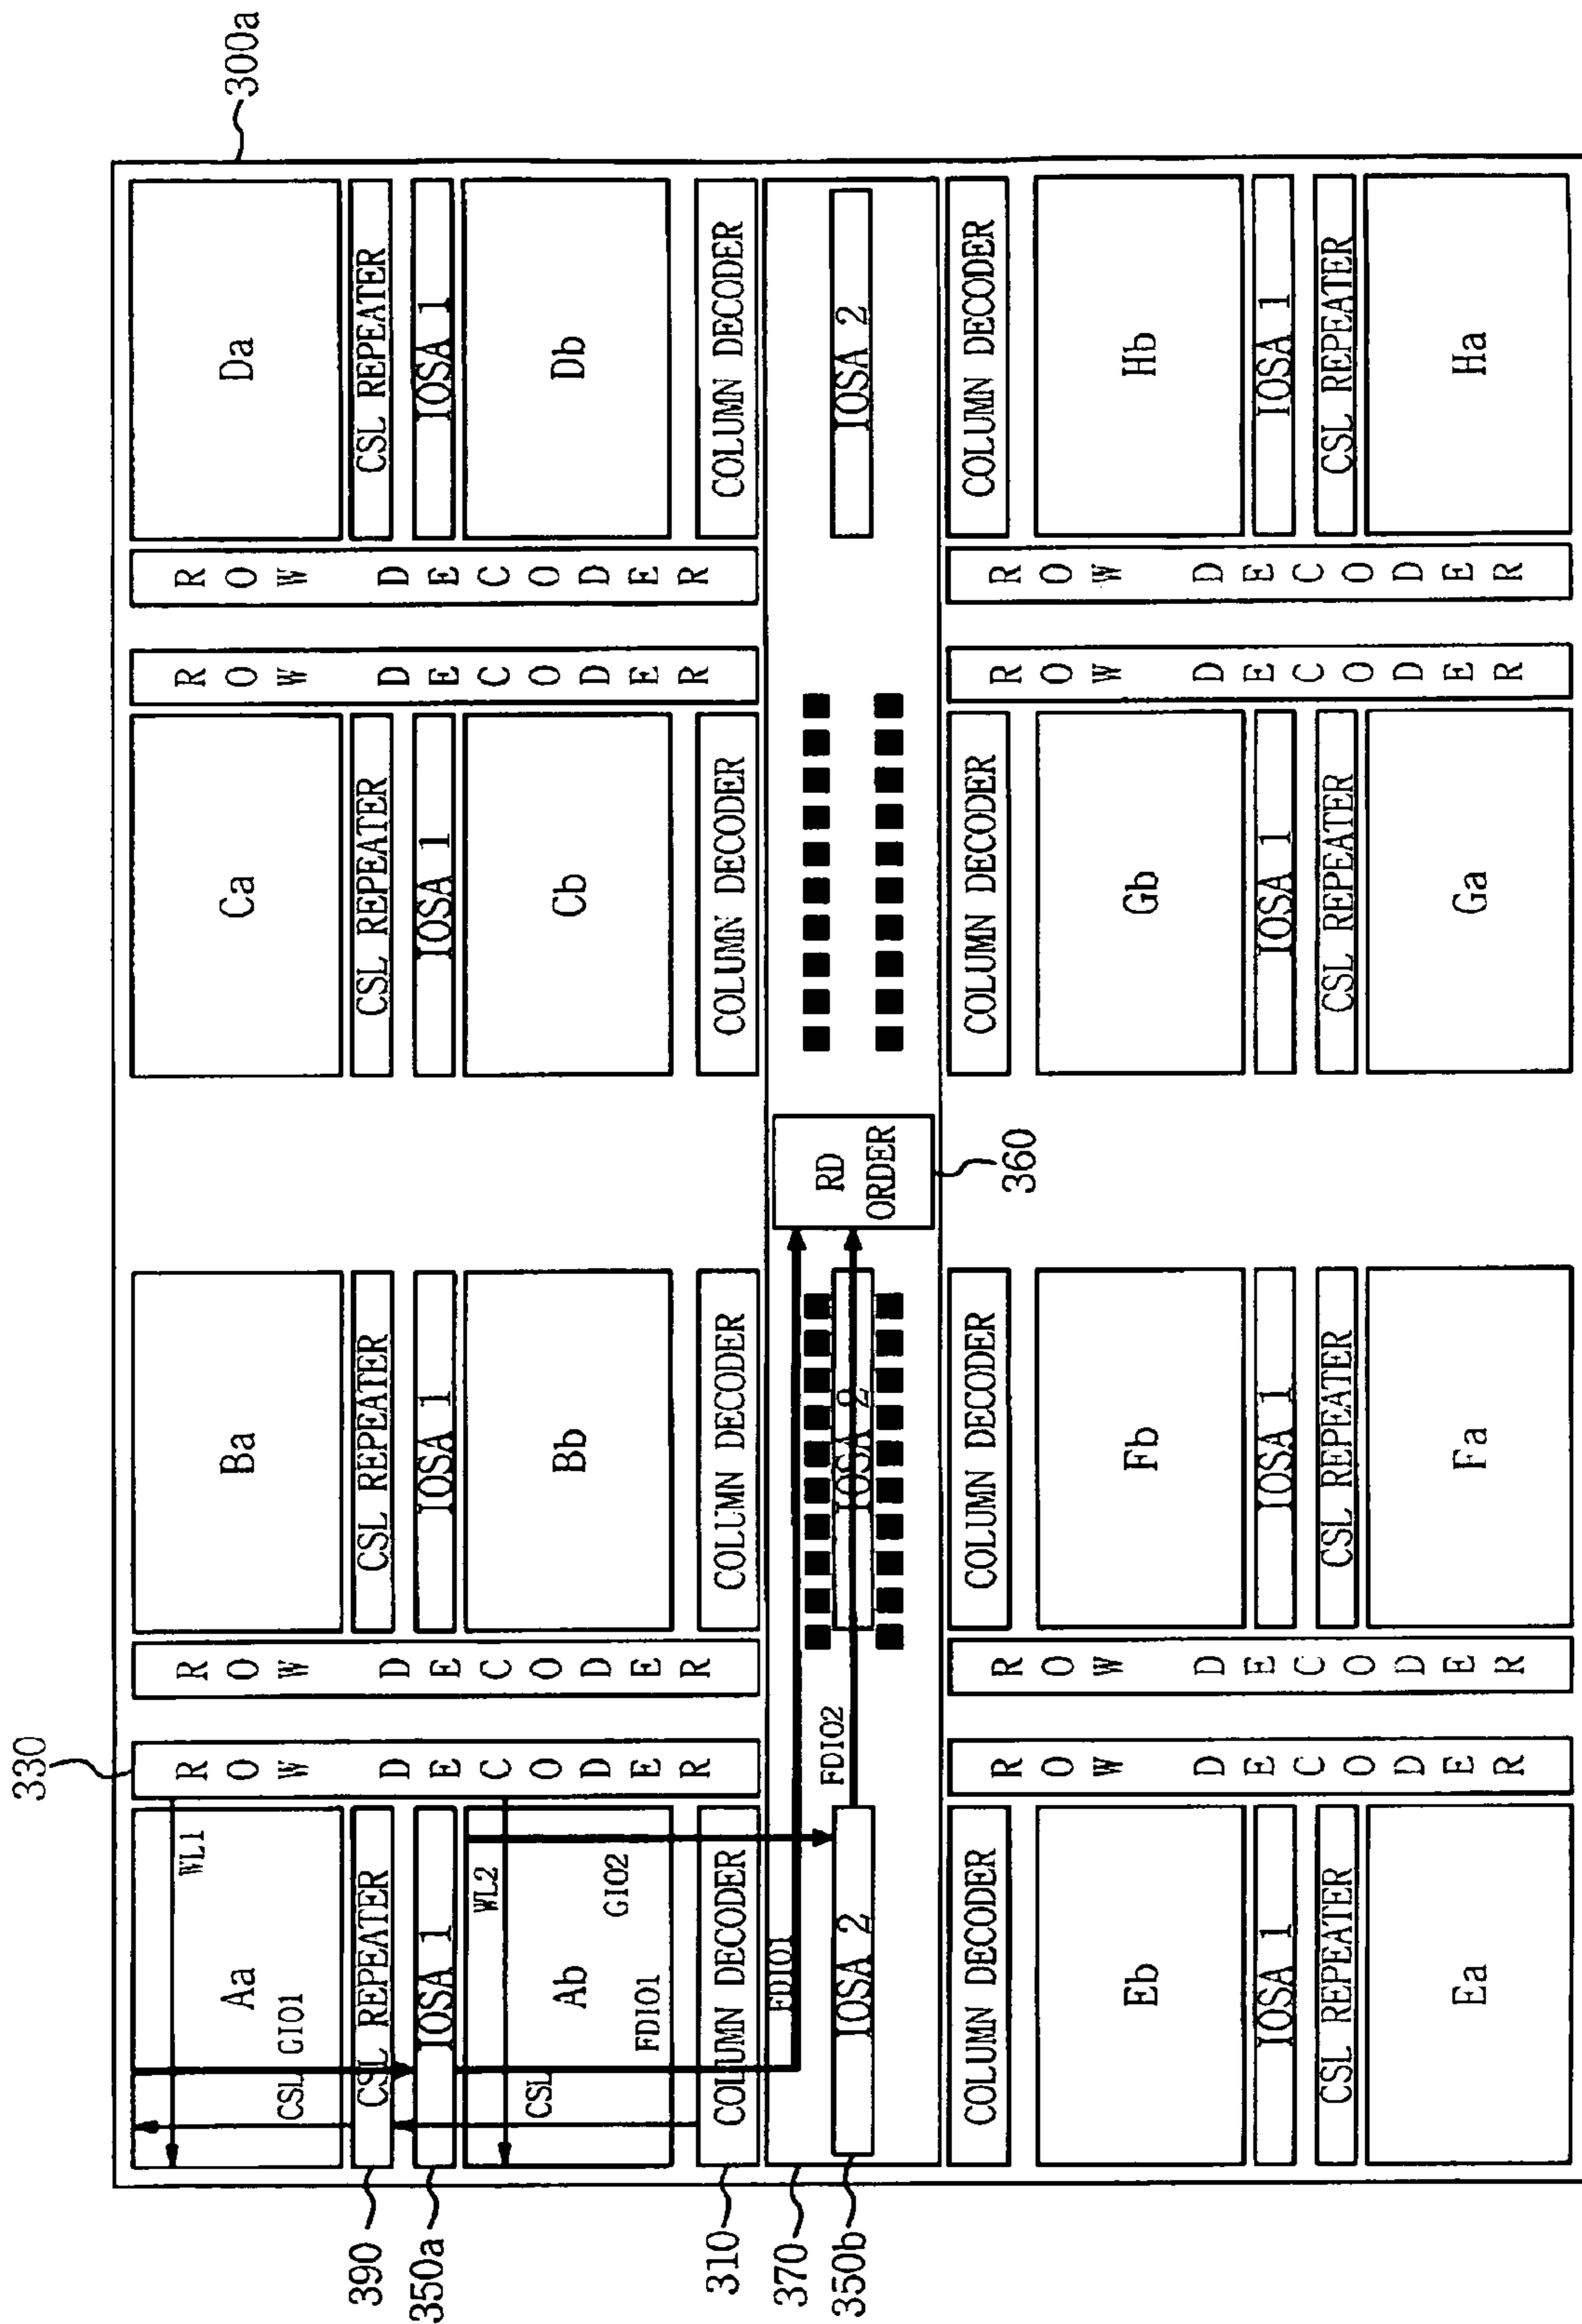 330
300a
WL1
Aa
Ba
Ca
Da
CSL
GIO1
390
CSL REPEATER
CSL REPEATER
CSL REPEATER
CSL REPEATER
350a
IOSA 1
IOSA 1
IOSA 1
IOSA 1
ROW DECODER
ROW DECODER
ROW DECODER
ROW DECODER
WL2
CSL
Ab
Bb
Cb
Db
GIO2
FDIO1
310
COLUMN DECODER
COLUMN DECODER
COLUMN DECODER
COLUMN DECODER
370
FDIO1
FDIO2
350b
IOSA 2
IOSA 2
IOSA 2
RD
ORDER
360
COLUMN DECODER
COLUMN DECODER
COLUMN DECODER
COLUMN DECODER
ROW DECODER
ROW DECODER
ROW DECODER
ROW DECODER
Eb
Fb
Gb
Hb
IOSA 1
IOSA 1
IOSA 1
IOSA 1
CSL REPEATER
CSL REPEATER
CSL REPEATER
CSL REPEATER
Ea
Fa
Ga
Ha